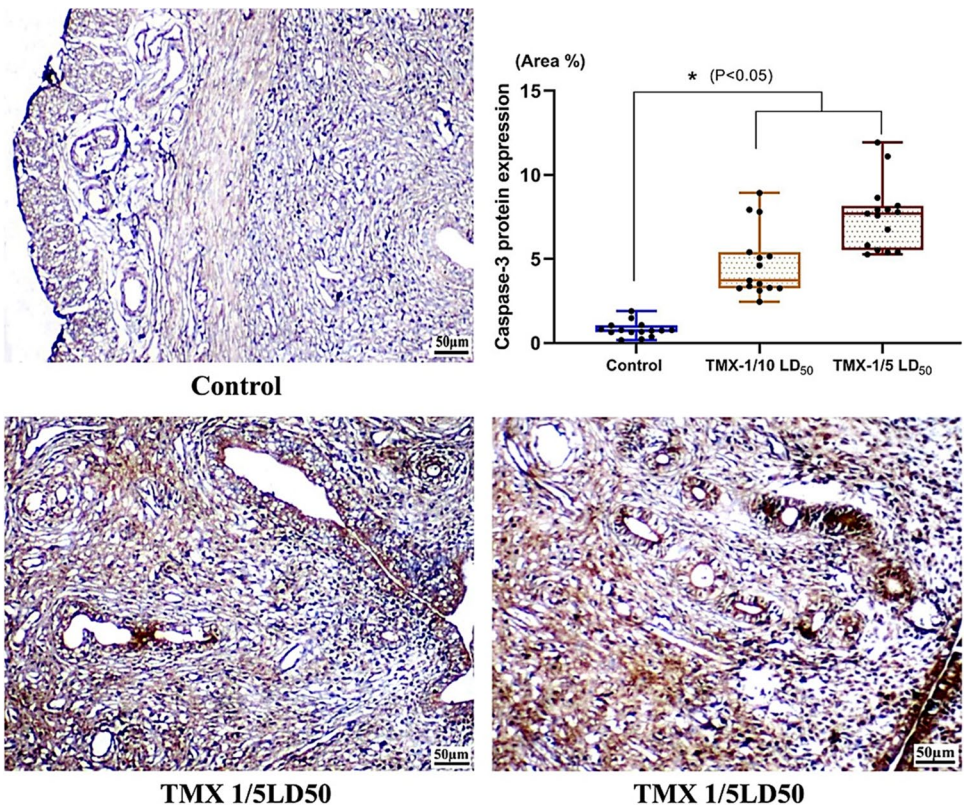 50µm
Control
(Area %)
* (P<0.05)
Caspase-3 protein expression
15
10
5
0
Control TMX-1/10 LD₅₀ TMX-1/5 LD₅₀
50µm
TMX 1/5LD50
50µm
TMX 1/5LD50